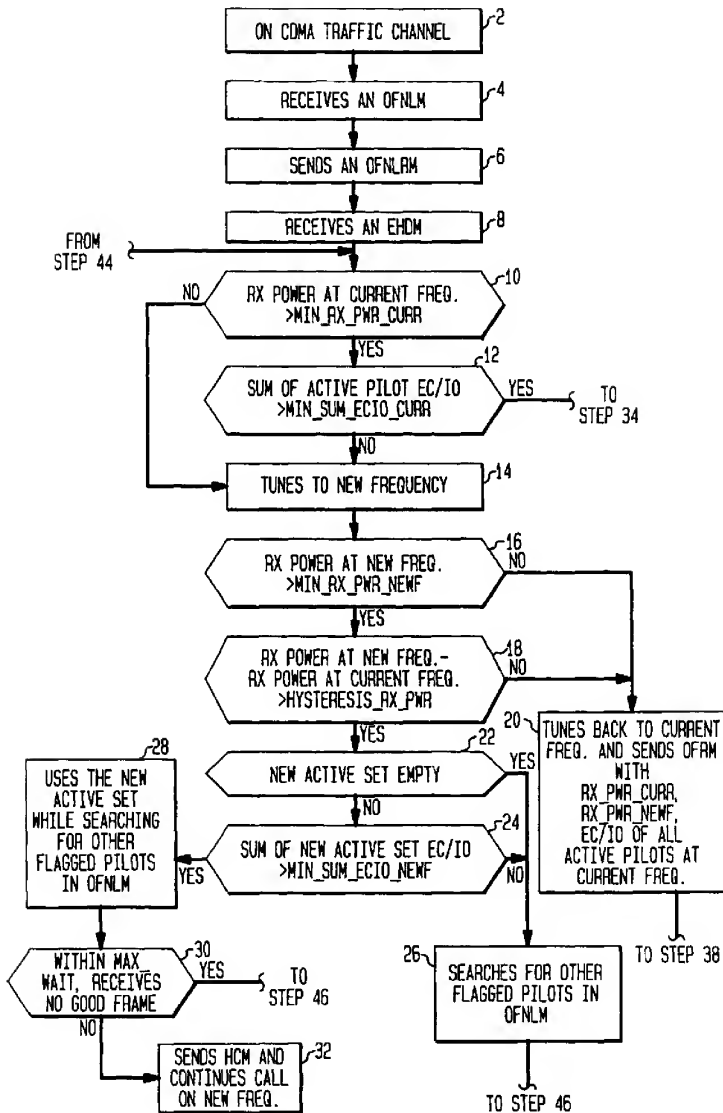 ON CDMA TRAFFIC CHANNEL
2
RECEIVES AN OFNLM
4
SENDS AN OFNLRM
6
RECEIVES AN EHDM
8
FROM
STEP 44
10
RX POWER AT CURRENT FREQ.
>MIN_RX_PWR_CURR
NO
YES
12
SUM OF ACTIVE PILOT EC/IO
>MIN_SUM_ECIO_CURR
YES
TO
STEP 34
NO
TUNES TO NEW FREQUENCY
14
16
RX POWER AT NEW FREQ.
>MIN_RX_PWR_NEWF
NO
YES
18
RX POWER AT NEW FREQ.-
RX POWER AT CURRENT FREQ.
>HYSTERESIS_RX_PWR
NO
YES
20
TUNES BACK TO CURRENT
FREQ. AND SENDS OFRM
WITH
RX_PWR_CURR,
RX_PWR_NEWF,
EC/IO OF ALL
ACTIVE PILOTS AT
CURRENT FREQ.
TO STEP 38
22
NEW ACTIVE SET EMPTY
YES
NO
24
SUM OF NEW ACTIVE SET EC/IO
>MIN_SUM_ECIO_NEWF
YES
NO
28
USES THE NEW
ACTIVE SET
WHILE SEARCHING
FOR OTHER
FLAGGED PILOTS
IN OFNLM
26
SEARCHES FOR OTHER
FLAGGED PILOTS IN
OFNLM
TO STEP 46
30
WITHIN MAX_
WAIT, RECEIVES
NO GOOD FRAME
YES
TO
STEP 46
NO
SENDS HCM AND
CONTINUES CALL
ON NEW FREQ.
32